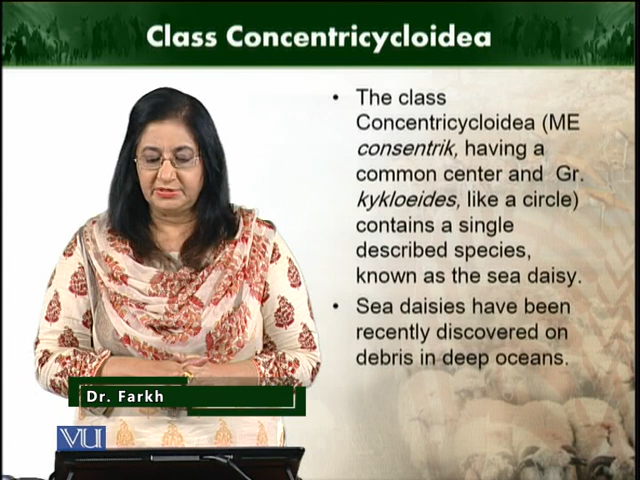 Class Concentricycloidea
• The class
Concentricycloidea (ME
consentrik, having a
common center and Gr.
kykloeides, like a circle)
contains a single
described species,
known as the sea daisy.
• Sea daisies have been
recently discovered on
debris in deep oceans.
Dr. Farkh
VU